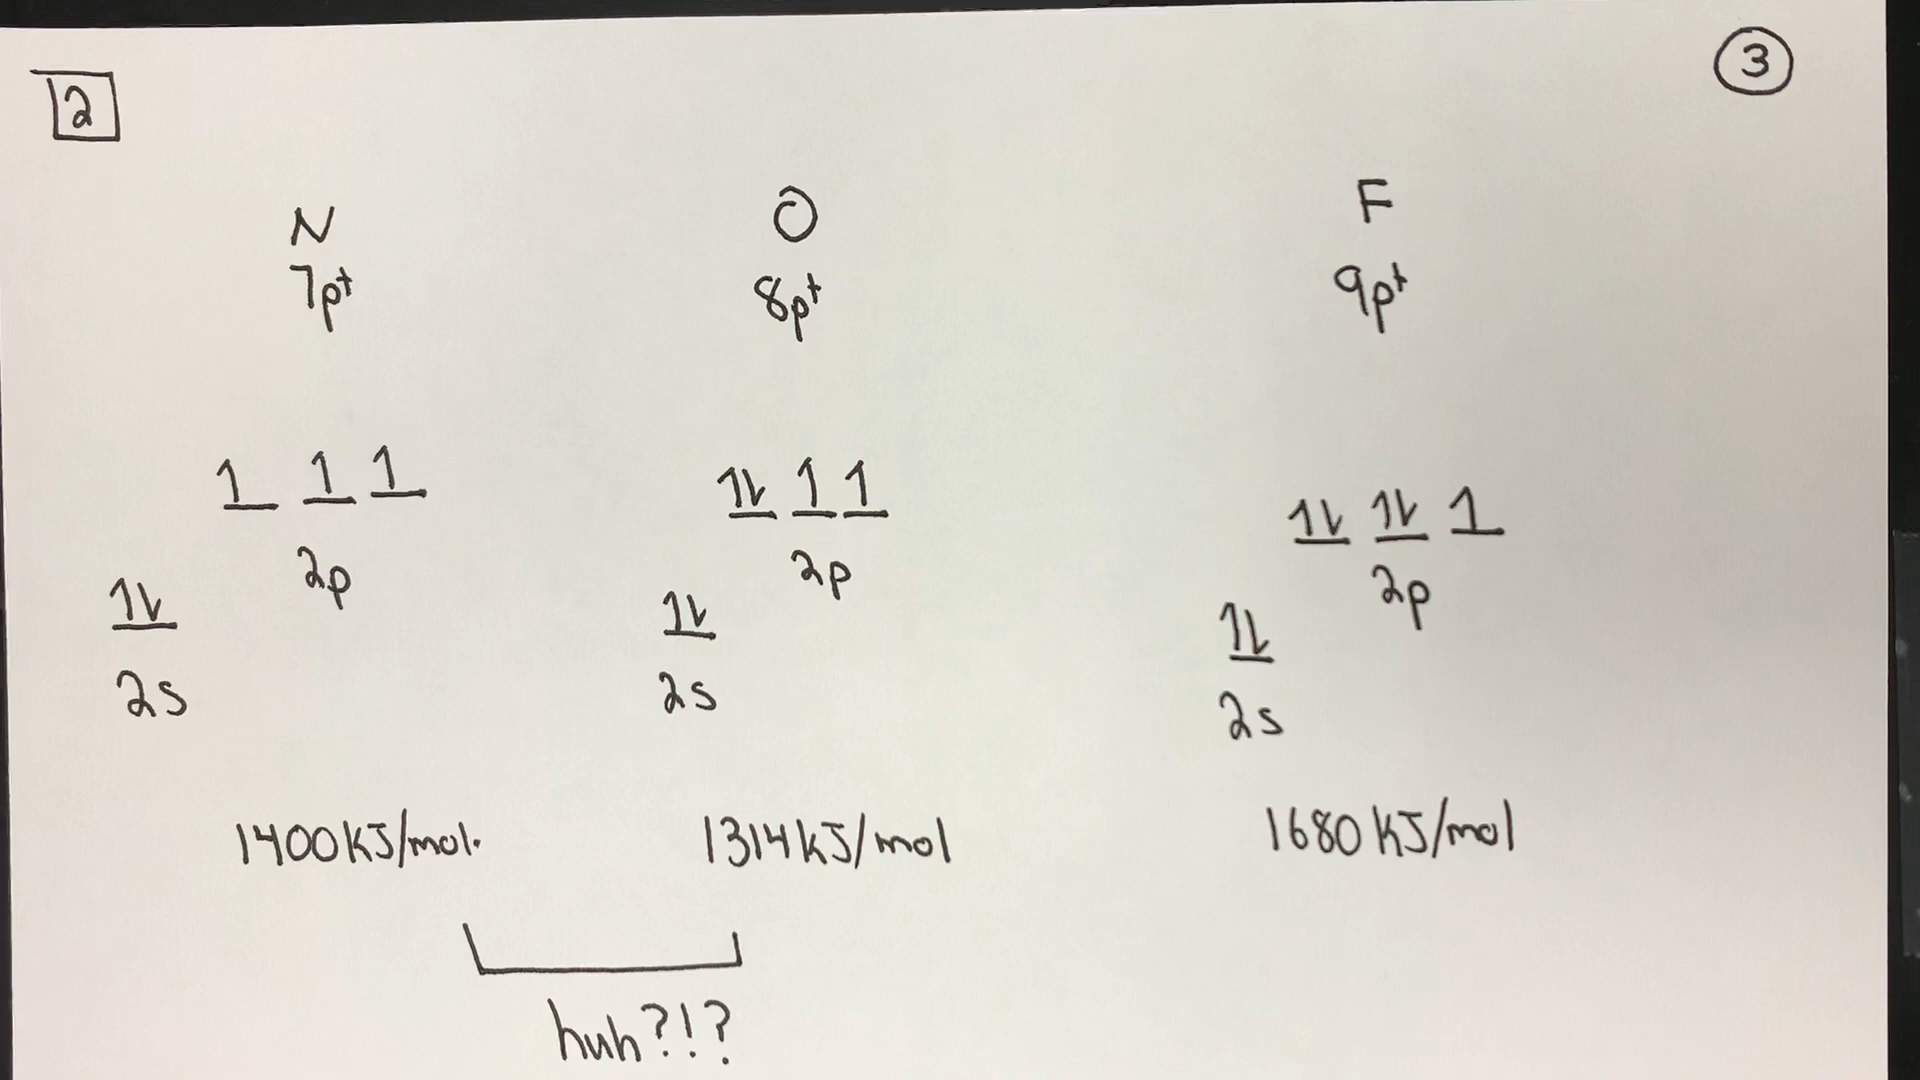 2
3
N O F
7p⁺ 8p⁺ 9p⁺
1 1 1 1↓ 1 1 1↓ 1↓ 1
2p 2p 2p
1↓ 1↓ 1↓
2s 2s 2s
1400 KJ/mol. 1314 KJ/mol 1680 KJ/mol
huh?!?